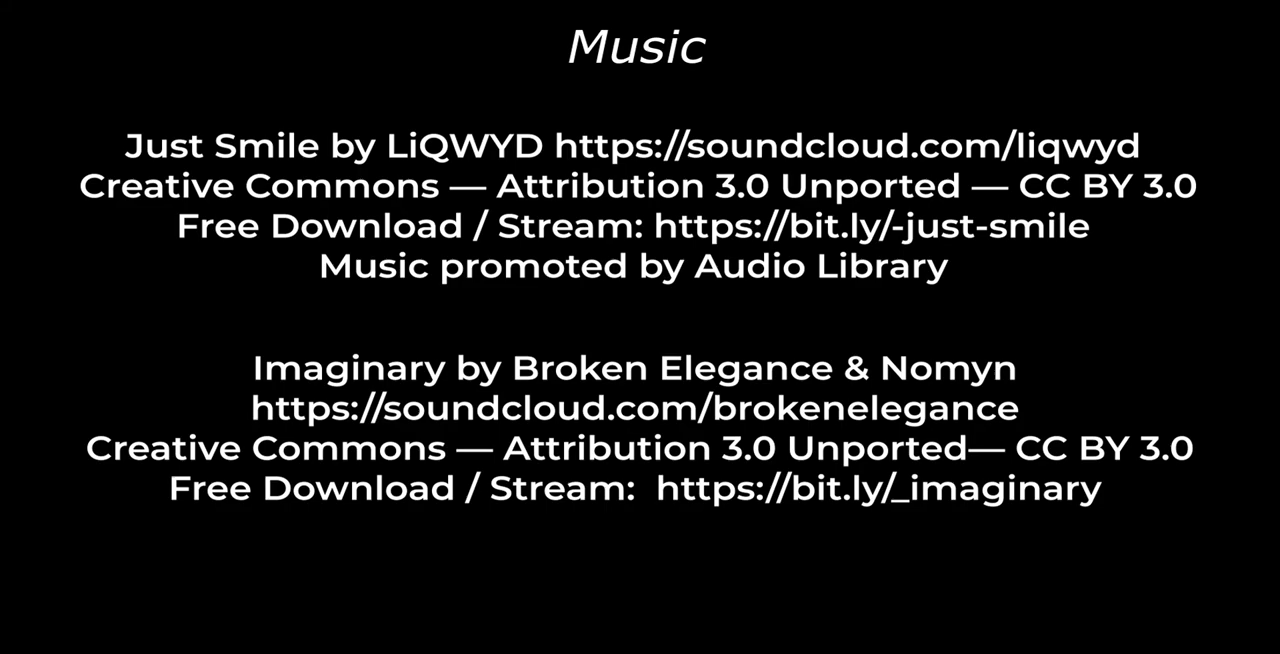 Music
Just Smile by LiQWYD https://soundcloud.com/liqwyd
Creative Commons — Attribution 3.0 Unported — CC BY 3.0
Free Download / Stream: https://bit.ly/-just-smile
Music promoted by Audio Library
Imaginary by Broken Elegance & Nomyn
https://soundcloud.com/brokenelegance
Creative Commons — Attribution 3.0 Unported— CC BY 3.0
Free Download / Stream:  https://bit.ly/_imaginary